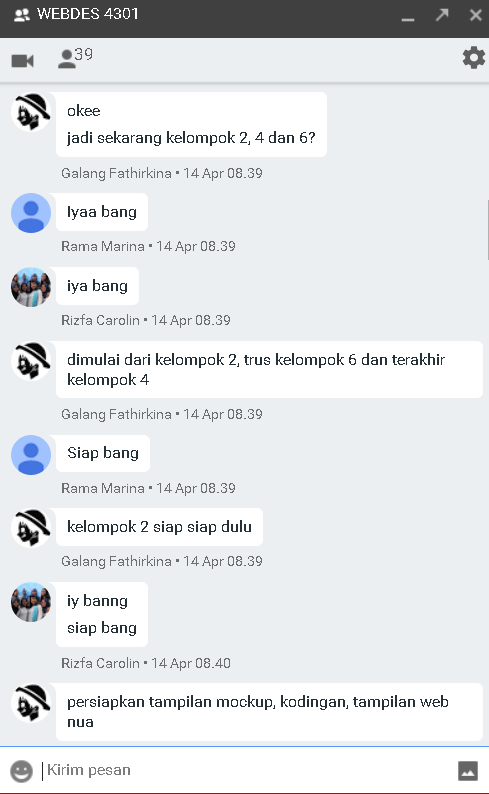 WEBDES 4301
39
okee
jadi sekarang kelompok 2, 4 dan 6?
Galang Fathirkina • 14 Apr 08.39
Iyaa bang
Rama Marina • 14 Apr 08.39
iya bang
Rizfa Carolin • 14 Apr 08.39
dimulai dari kelompok 2, trus kelompok 6 dan terakhir
kelompok 4
Galang Fathirkina • 14 Apr 08.39
Siap bang
Rama Marina • 14 Apr 08.39
kelompok 2 siap siap dulu
Galang Fathirkina • 14 Apr 08.39
iy banng
siap bang
Rizfa Carolin • 14 Apr 08.40
persiapkan tampilan mockup, kodingan, tampilan web
nua
Kirim pesan